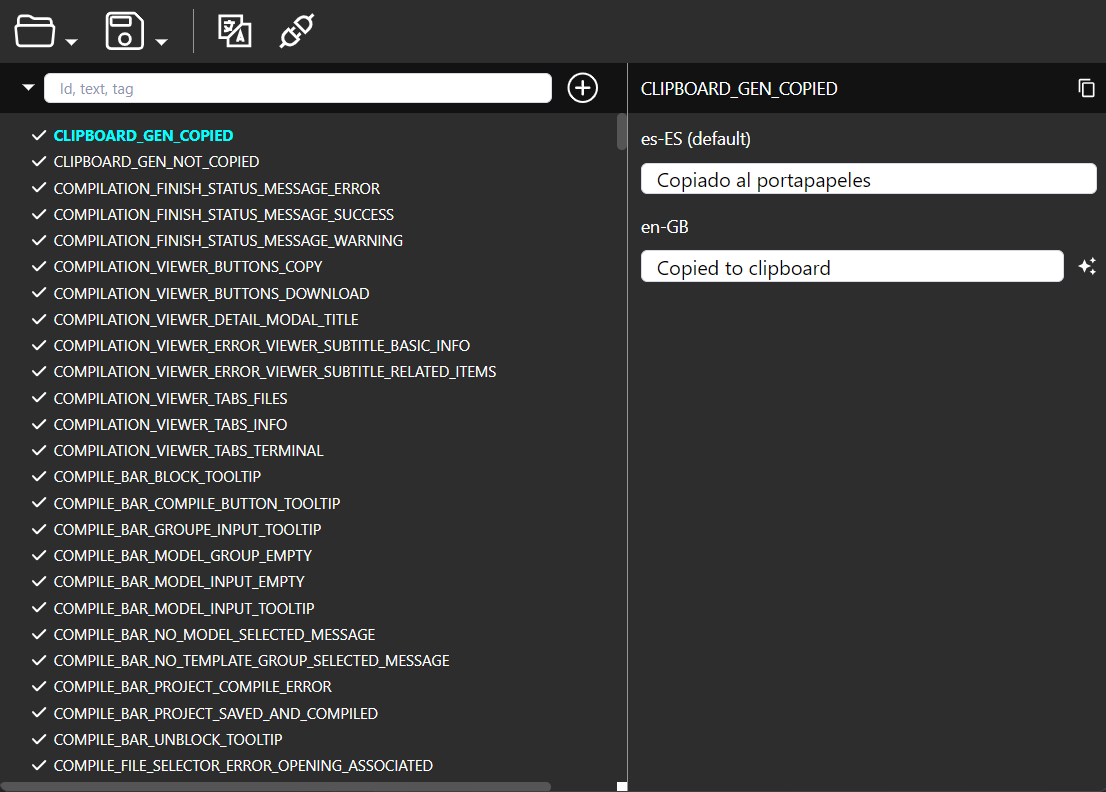 Id, text, tag
CLIPBOARD_GEN_COPIED
CLIPBOARD_GEN_NOT_COPIED
COMPILATION_FINISH_STATUS_MESSAGE_ERROR
COMPILATION_FINISH_STATUS_MESSAGE_SUCCESS
COMPILATION_FINISH_STATUS_MESSAGE_WARNING
COMPILATION_VIEWER_BUTTONS_COPY
COMPILATION_VIEWER_BUTTONS_DOWNLOAD
COMPILATION_VIEWER_DETAIL_MODAL_TITLE
COMPILATION_VIEWER_ERROR_VIEWER_SUBTITLE_BASIC_INFO
COMPILATION_VIEWER_ERROR_VIEWER_SUBTITLE_RELATED_ITEMS
COMPILATION_VIEWER_TABS_FILES
COMPILATION_VIEWER_TABS_INFO
COMPILATION_VIEWER_TABS_TERMINAL
COMPILE_BAR_BLOCK_TOOLTIP
COMPILE_BAR_COMPILE_BUTTON_TOOLTIP
COMPILE_BAR_GROUPE_INPUT_TOOLTIP
COMPILE_BAR_MODEL_GROUP_EMPTY
COMPILE_BAR_MODEL_INPUT_EMPTY
COMPILE_BAR_MODEL_INPUT_TOOLTIP
COMPILE_BAR_NO_MODEL_SELECTED_MESSAGE
COMPILE_BAR_NO_TEMPLATE_GROUP_SELECTED_MESSAGE
COMPILE_BAR_PROJECT_COMPILE_ERROR
COMPILE_BAR_PROJECT_SAVED_AND_COMPILED
COMPILE_BAR_UNBLOCK_TOOLTIP
COMPILE_FILE_SELECTOR_ERROR_OPENING_ASSOCIATED
CLIPBOARD_GEN_COPIED
es-ES (default)
Copiado al portapapeles
en-GB
Copied to clipboard